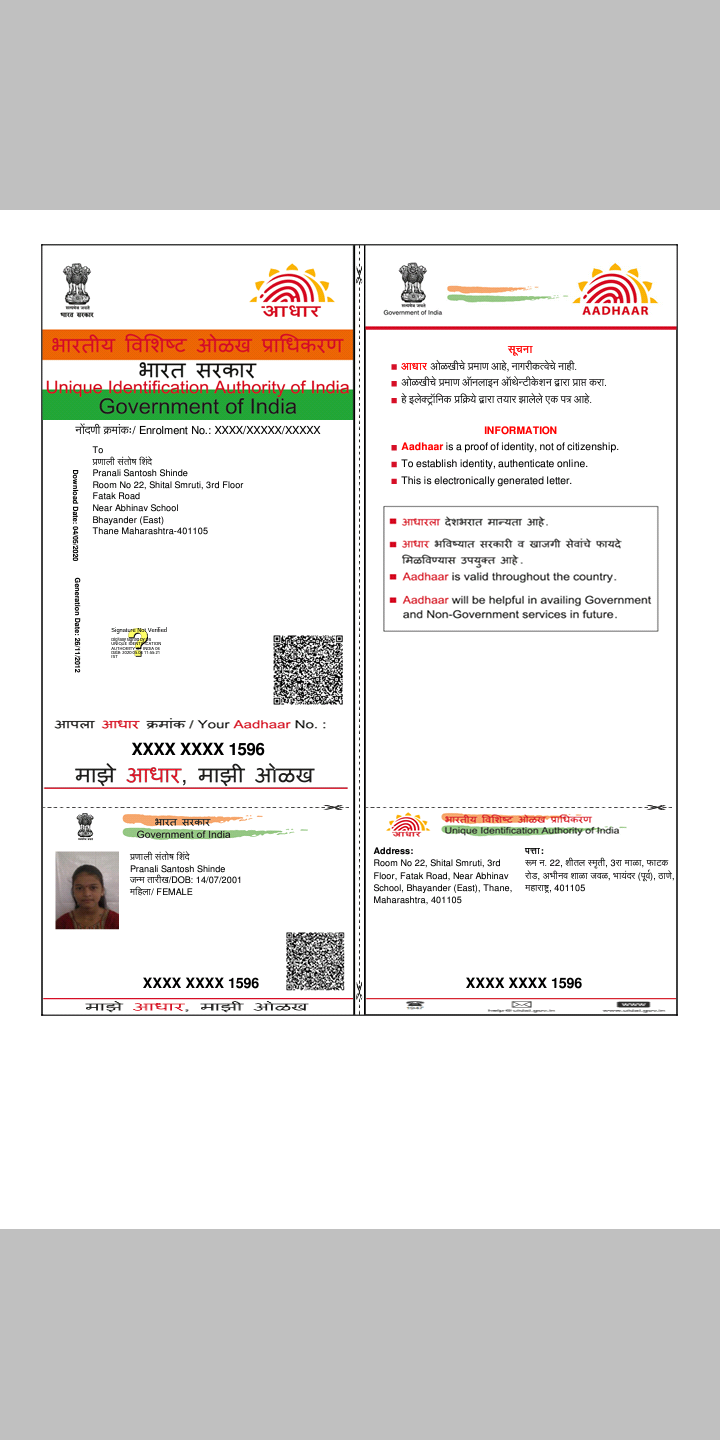 सत्यमेव जयते
भारत सरकार
आधार
भारतीय विशिष्ट ओळख प्राधिकरण
भारत सरकार
Unique Identification Authority of India
Government of India
नोंदणी क्रमांकः/ Enrolment No.: XXXX/XXXXX/XXXXX
To
प्रणाली संतोष शिंदे
Pranali Santosh Shinde
Room No 22, Shital Smruti, 3rd Floor
Fatak Road
Near Abhinav School
Bhayander (East)
Thane Maharashtra-401105
Download Date: 04/05/2020
Generation Date: 26/11/2012
Signature Not Verified
UNIQUE IDENTIFICATION
AUTHORITY OF INDIA
IST
आपला आधार क्रमांक / Your Aadhaar No. :
XXXX XXXX 1596
माझे आधार, माझी ओळख
भारत सरकार
Government of India
प्रणाली संतोष शिंदे
Pranali Santosh Shinde
जन्म तारीख/DOB: 14/07/2001
महिला/ FEMALE
XXXX XXXX 1596
माझे आधार, माझी ओळख
सत्यमेव जयते
Government of India
AADHAAR
सूचना
आधार ओळखीचे प्रमाण आहे, नागरीकत्वेचे नाही.
ओळखीचे प्रमाण ऑनलाइन ऑथेन्टीकेशन द्वारा प्राप्त करा.
हे इलेक्ट्रॉनिक प्रक्रिये द्वारा तयार झालेले एक पत्र आहे.
INFORMATION
Aadhaar is a proof of identity, not of citizenship.
To establish identity, authenticate online.
This is electronically generated letter.
आधारला देशभरात मान्यता आहे.
आधार भविष्यात सरकारी व खाजगी सेवांचे फायदे
मिळविण्यास उपयुक्त आहे.
Aadhaar is valid throughout the country.
Aadhaar will be helpful in availing Government
and Non-Government services in future.
आधार
भारतीय विशिष्ट ओळख प्राधिकरण
Unique Identification Authority of India
Address:
Room No 22, Shital Smruti, 3rd
Floor, Fatak Road, Near Abhinav
School, Bhayander (East), Thane,
Maharashtra, 401105
पत्ता :
रूम न. 22, शीतल स्मृती, 3रा माळा, फाटक
रोड, अभीनव शाळा जवळ, भायंदर (पूर्व), ठाणे,
महाराष्ट्र, 401105
XXXX XXXX 1596
1947
help@uidai.gov.in
www
www.uidai.gov.in